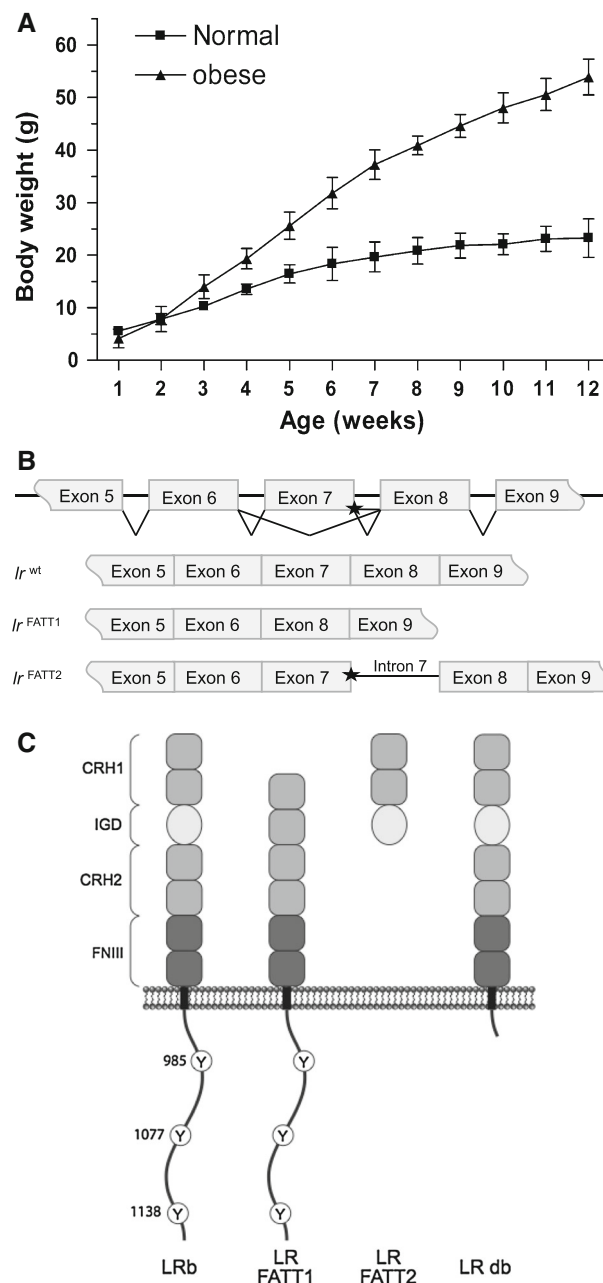 A
Normal
obese
Body weight (g)
60
50
40
30
20
10
0
1 2 3 4 5 6 7 8 9 10 11 12
Age (weeks)
B
Exon 5 Exon 6 Exon 7 Exon 8 Exon 9
lr wt Exon 5 Exon 6 Exon 7 Exon 8 Exon 9
lr FATT1 Exon 5 Exon 6 Exon 8 Exon 9
lr FATT2 Exon 5 Exon 6 Exon 7 Intron 7 Exon 8 Exon 9
C
CRH1
IGD
CRH2
FNIII
985 Y Y
1077 Y Y
1138 Y Y
LRb LR FATT1 LR FATT2 LR db